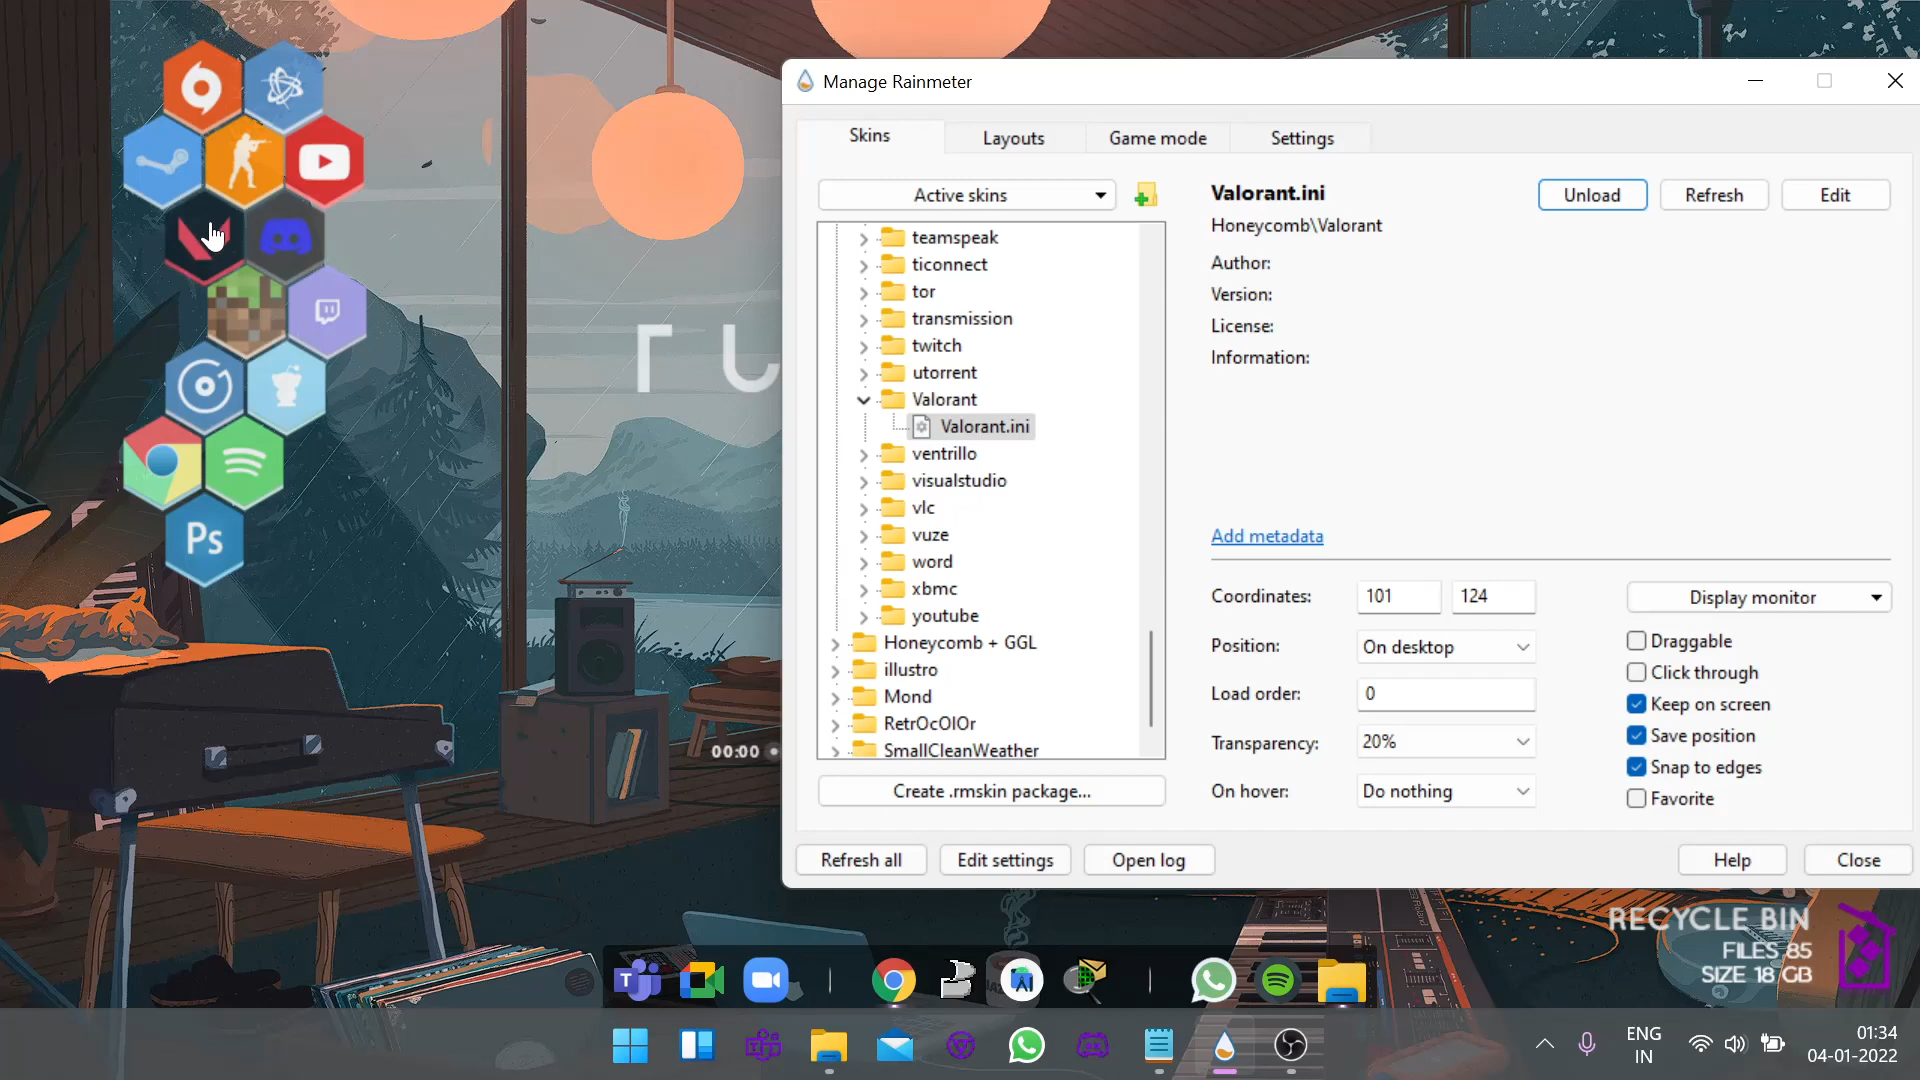 Manage Rainmeter
Skins
Layouts
Game mode
Settings
Active skins
teamspeak
ticonnect
tor
transmission
twitch
utorrent
Valorant
Valorant.ini
ventrillo
visualstudio
vlc
vuze
word
xbmc
youtube
Honeycomb + GGL
illustro
Mond
RetrOcOlOr
SmallCleanWeather
Create .rmskin package...
Valorant.ini
Unload
Refresh
Edit
Honeycomb\Valorant
Author:
Version:
License:
Information:
Add metadata
Coordinates: 101 124
Display monitor
Position: On desktop
Load order: 0
Transparency: 20%
On hover: Do nothing
Draggable
Click through
Keep on screen
Save position
Snap to edges
Favorite
Refresh all
Edit settings
Open log
Help
Close
Ps
T U
00:00
RECYCLE BIN
FILES 85
SIZE 18 GB
ENG
IN
01:34
04-01-2022